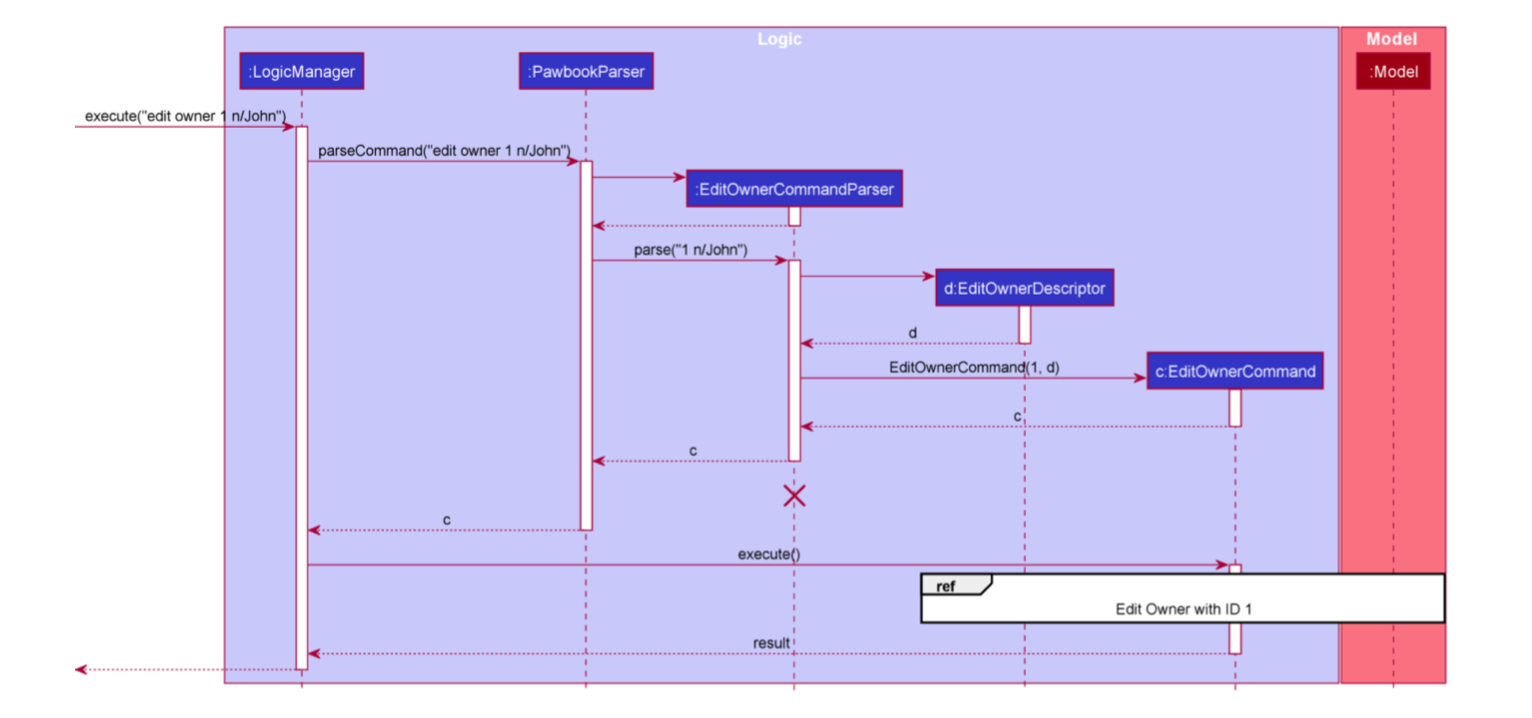 Logic
Model
:LogicManager
:PawbookParser
:Model
execute("edit owner 1 n/John")
parseCommand("edit owner 1 n/John")
:EditOwnerCommandParser
parse("1 n/John")
d:EditOwnerDescriptor
d
EditOwnerCommand(1, d)
c:EditOwnerCommand
c
c
c
execute()
ref
Edit Owner with ID 1
result